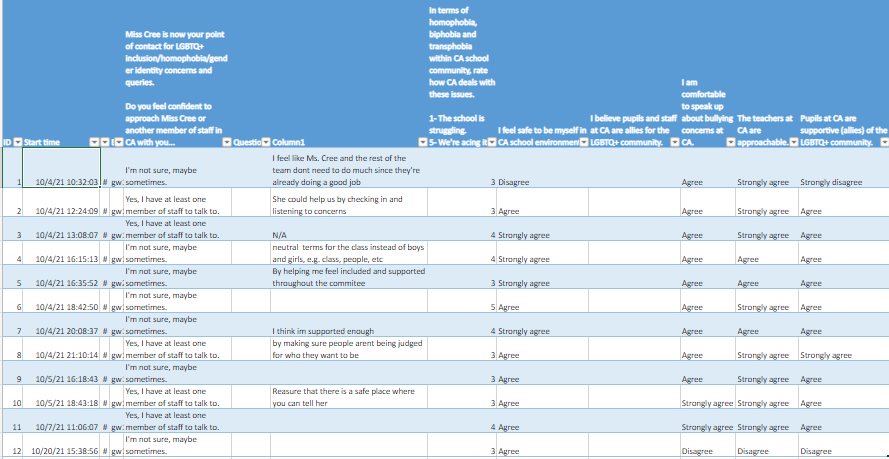 ID
Start time
E
Miss Cree is now your point
of contact for LGBTQ+
inclusion/homophobia/gend
er identity concerns and
queries.
Do you feel confident to
approach Miss Cree or
another member of staff in
CA with you...
Questio
Column1
In terms of
homophobia,
biphobia and
transphobia
within CA school
community, rate
how CA deals with
these issues.
1- The school is
struggling.
5- We're acing it
I feel safe to be myself in
CA school environmen
I believe pupils and staff
at CA are allies for the
LGBTQ+ community.
I am
comfortable
to speak up
about bullying
concerns at
CA.
The teachers at
CA are
approachable.
Pupils at CA are
supportive (allies) of the
LGBTQ+ community.
1 10/4/21 10:32:03 # gw
I'm not sure, maybe
sometimes.
I feel like Ms. Cree and the rest of the
team dont need to do much since they're
already doing a good job
3 Disagree Agree Strongly agree Strongly disagree
2 10/4/21 12:24:09 # gw
Yes, I have at least one
member of staff to talk to.
She could help us by checking in and
listening to concerns
3 Agree Agree Strongly agree Agree
3 10/4/21 13:08:07 # gw
Yes, I have at least one
member of staff to talk to.
N/A
4 Strongly agree Agree Strongly agree Agree
4 10/4/21 16:15:13 # gw
I'm not sure, maybe
sometimes.
neutral terms for the class instead of boys
and girls, e.g. class, people, etc
4 Strongly agree Agree Agree Agree
5 10/4/21 16:35:52 # gw
I'm not sure, maybe
sometimes.
By helping me feel included and supported
throughout the commitee
3 Strongly agree Agree Strongly agree Agree
6 10/4/21 18:42:50 # gw
I'm not sure, maybe
sometimes.
5 Agree Agree Strongly agree Agree
7 10/4/21 20:08:37 # gw
I'm not sure, maybe
sometimes.
I think im supported enough
4 Strongly agree Agree Agree Agree
8 10/4/21 21:10:14 # gw
Yes, I have at least one
member of staff to talk to.
by making sure people arent being judged
for who they want to be
3 Agree Agree Strongly agree Strongly agree
9 10/5/21 16:18:43 # gw
I'm not sure, maybe
sometimes.
3 Agree Agree Strongly agree Agree
10 10/5/21 18:43:18 # gw
Yes, I have at least one
member of staff to talk to.
Reasure that there is a safe place where
you can tell her
3 Agree Strongly agree Strongly agree Agree
11 10/7/21 11:06:07 # gw
Yes, I have at least one
member of staff to talk to.
4 Agree Strongly agree Strongly agree Agree
12 10/20/21 15:38:56 # gw
I'm not sure, maybe
sometimes.
3 Agree Disagree Disagree Disagree